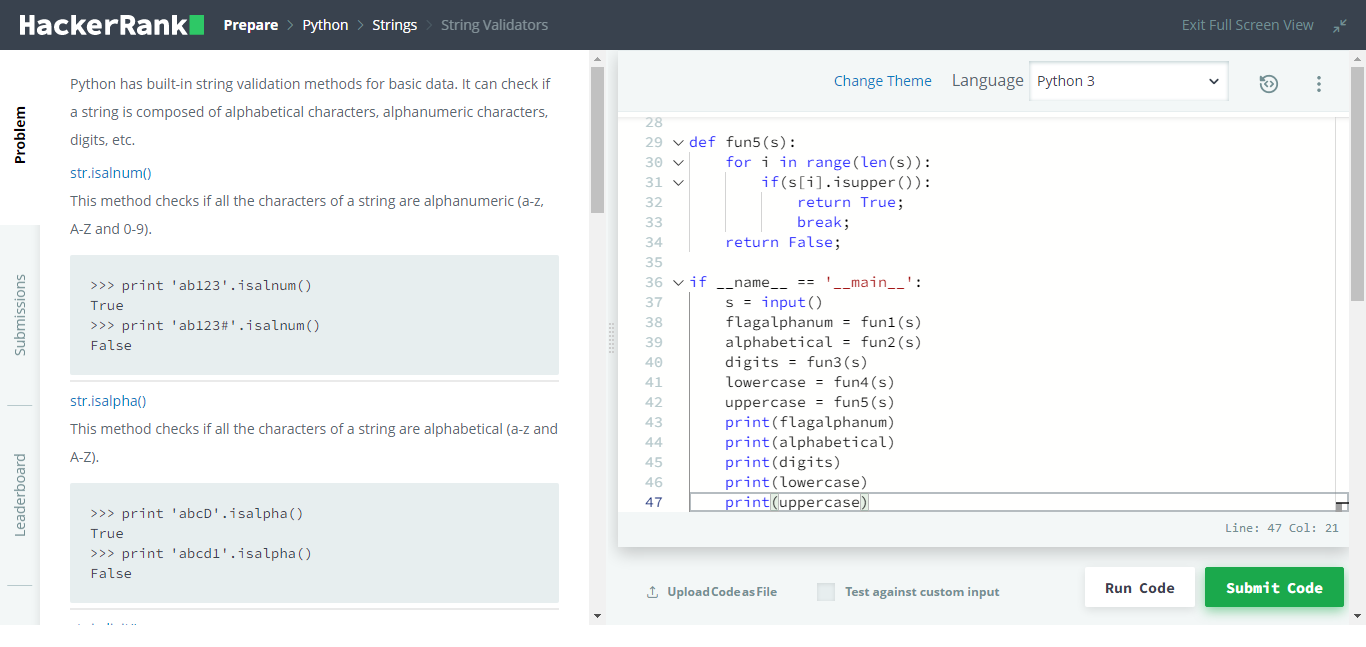 HackerRank
Prepare > Python > Strings > String Validators
Exit Full Screen View
Problem
Submissions
Leaderboard
Python has built-in string validation methods for basic data. It can check if
a string is composed of alphabetical characters, alphanumeric characters,
digits, etc.
str.isalnum()
This method checks if all the characters of a string are alphanumeric (a-z,
A-Z and 0-9).
>>> print 'ab123'.isalnum()
True
>>> print 'ab123#'.isalnum()
False
str.isalpha()
This method checks if all the characters of a string are alphabetical (a-z and
A-Z).
>>> print 'abcD'.isalpha()
True
>>> print 'abcd1'.isalpha()
False
Change Theme Language Python 3
28
29 def fun5(s):
30 for i in range(len(s)):
31 if(s[i].isupper()):
32 return True;
33 break;
34 return False;
35
36 if __name__ == '__main__':
37 s = input()
38 flagalphanum = fun1(s)
39 alphabetical = fun2(s)
40 digits = fun3(s)
41 lowercase = fun4(s)
42 uppercase = fun5(s)
43 print(flagalphanum)
44 print(alphabetical)
45 print(digits)
46 print(lowercase)
47 print(uppercase)
Line: 47 Col: 21
Upload Code as File
Test against custom input
Run Code
Submit Code